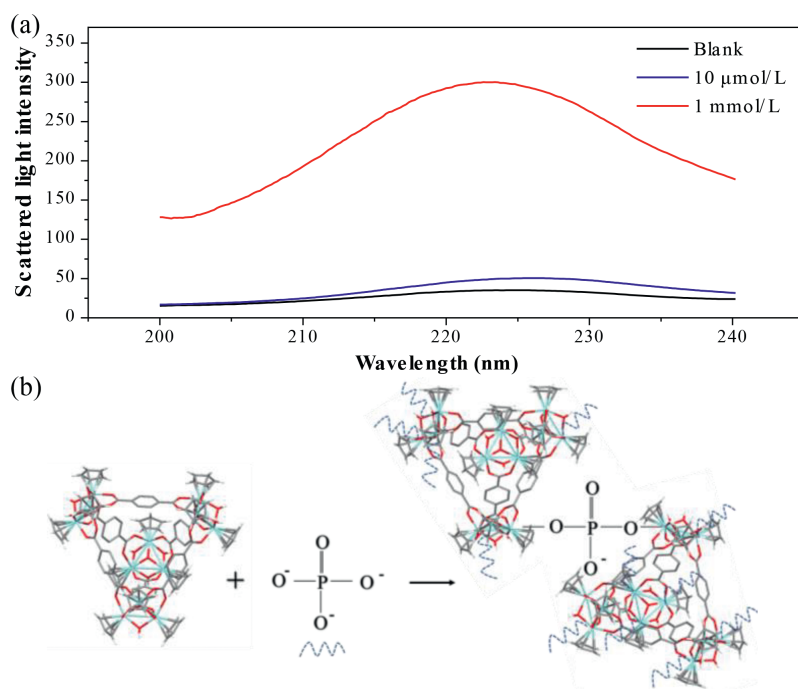 (a)
350
300
250
200
150
100
50
0
Scattered light intensity
Blank
10 μmol/L
1 mmol/L
200
210
220
230
240
Wavelength (nm)
(b)
+
O
O⁻
P
O⁻
O⁻
O
O
P
O
O⁻